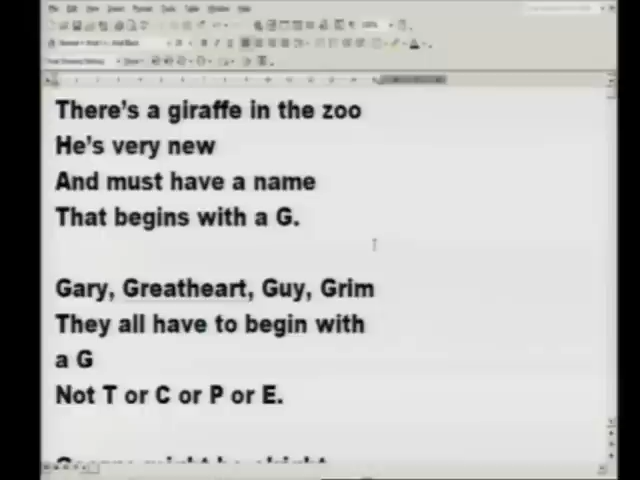 There's a giraffe in the zoo
He's very new
And must have a name
That begins with a G.
Gary, Greatheart, Guy, Grim
They all have to begin with
a G
Not T or C or P or E.